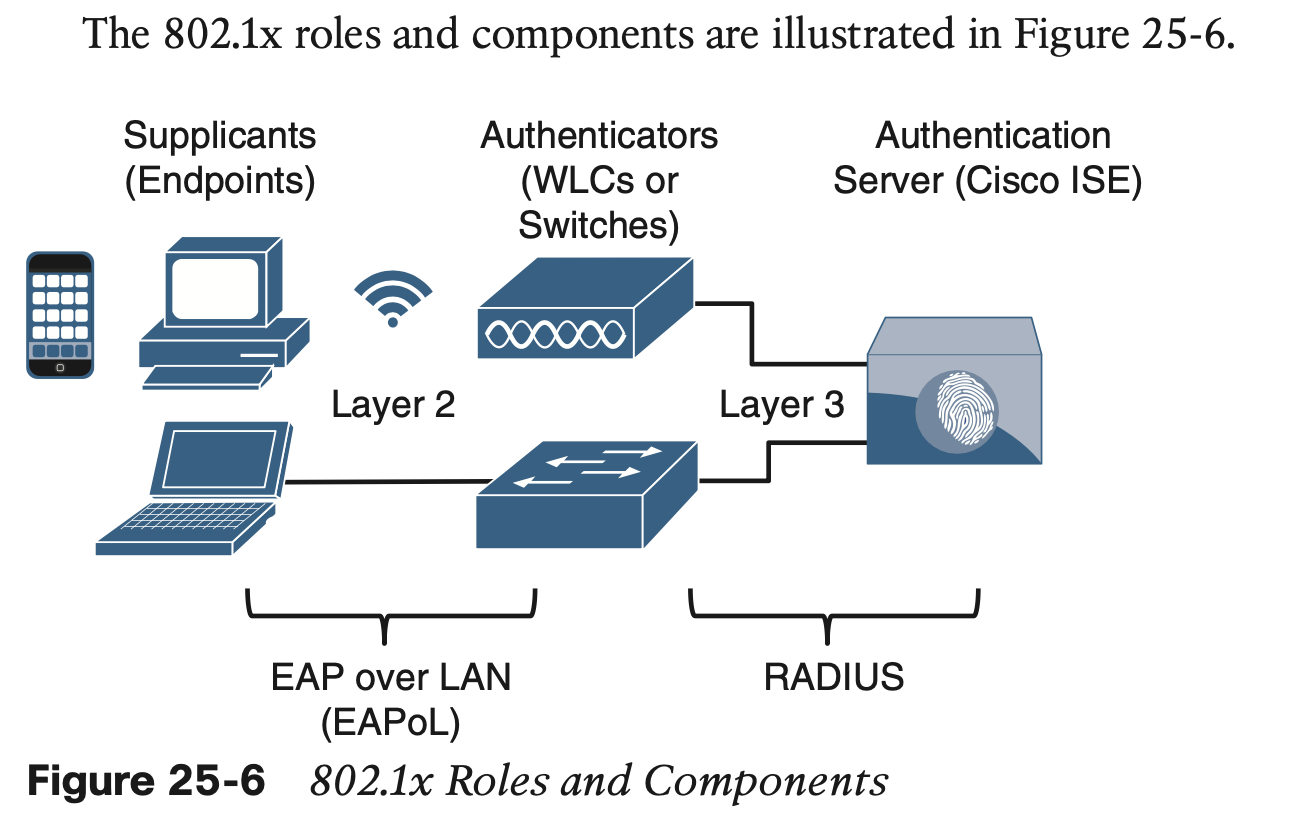 The 802.1x roles and components are illustrated in Figure 25-6.
Supplicants
(Endpoints)
Authenticators
(WLCs or
Switches)
Authentication
Server (Cisco ISE)
Layer 2
Layer 3
EAP over LAN
(EAPoL)
RADIUS
Figure 25-6 802.1x Roles and Components